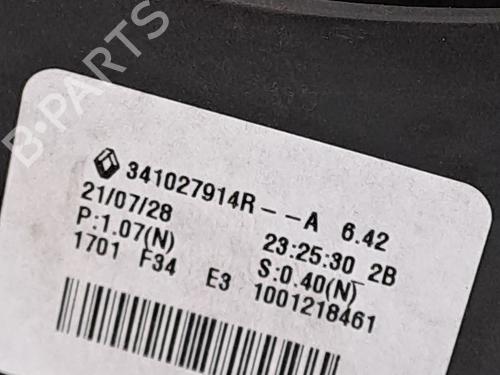 B-PARTS
341027914R--A 6.42
21/07/28 23:25:30 2B
P:1.07(N) S:0.40(N)
1701 F34 E3 1001218461